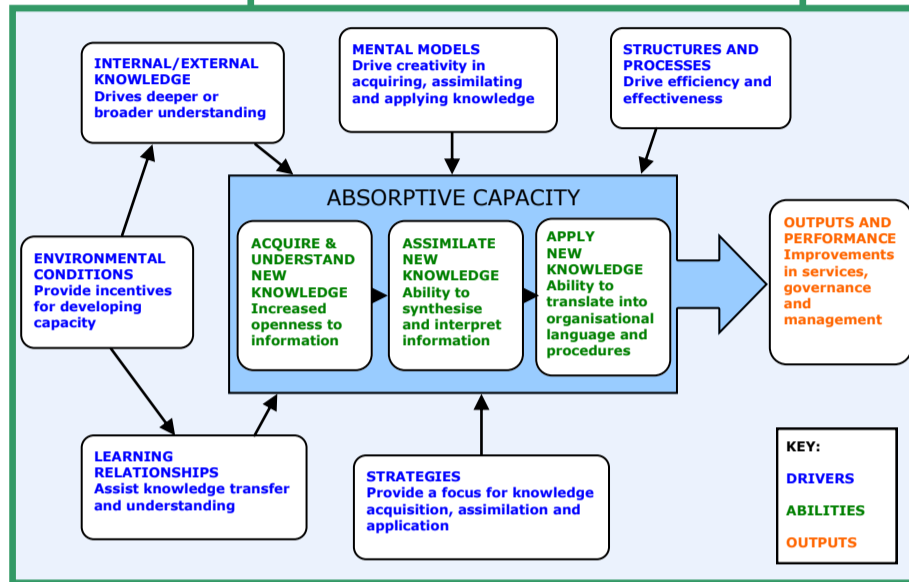 INTERNAL/EXTERNAL
KNOWLEDGE
Drives deeper or
broader understanding
MENTAL MODELS
Drive creativity in
acquiring, assimilating
and applying knowledge
STRUCTURES AND
PROCESSES
Drive efficiency and
effectiveness
ABSORPTIVE CAPACITY
ENVIRONMENTAL
CONDITIONS
Provide incentives
for developing
capacity
ACQUIRE &
UNDERSTAND
NEW
KNOWLEDGE
Increased
openness to
information
ASSIMILATE
NEW
KNOWLEDGE
Ability to
synthesise
and interpret
information
APPLY
NEW
KNOWLEDGE
Ability to
translate into
organisational
language and
procedures
OUTPUTS AND
PERFORMANCE
Improvements
in services,
governance
and
management
LEARNING
RELATIONSHIPS
Assist knowledge transfer
and understanding
STRATEGIES
Provide a focus for knowledge
acquisition, assimilation and
application
KEY:
DRIVERS
ABILITIES
OUTPUTS